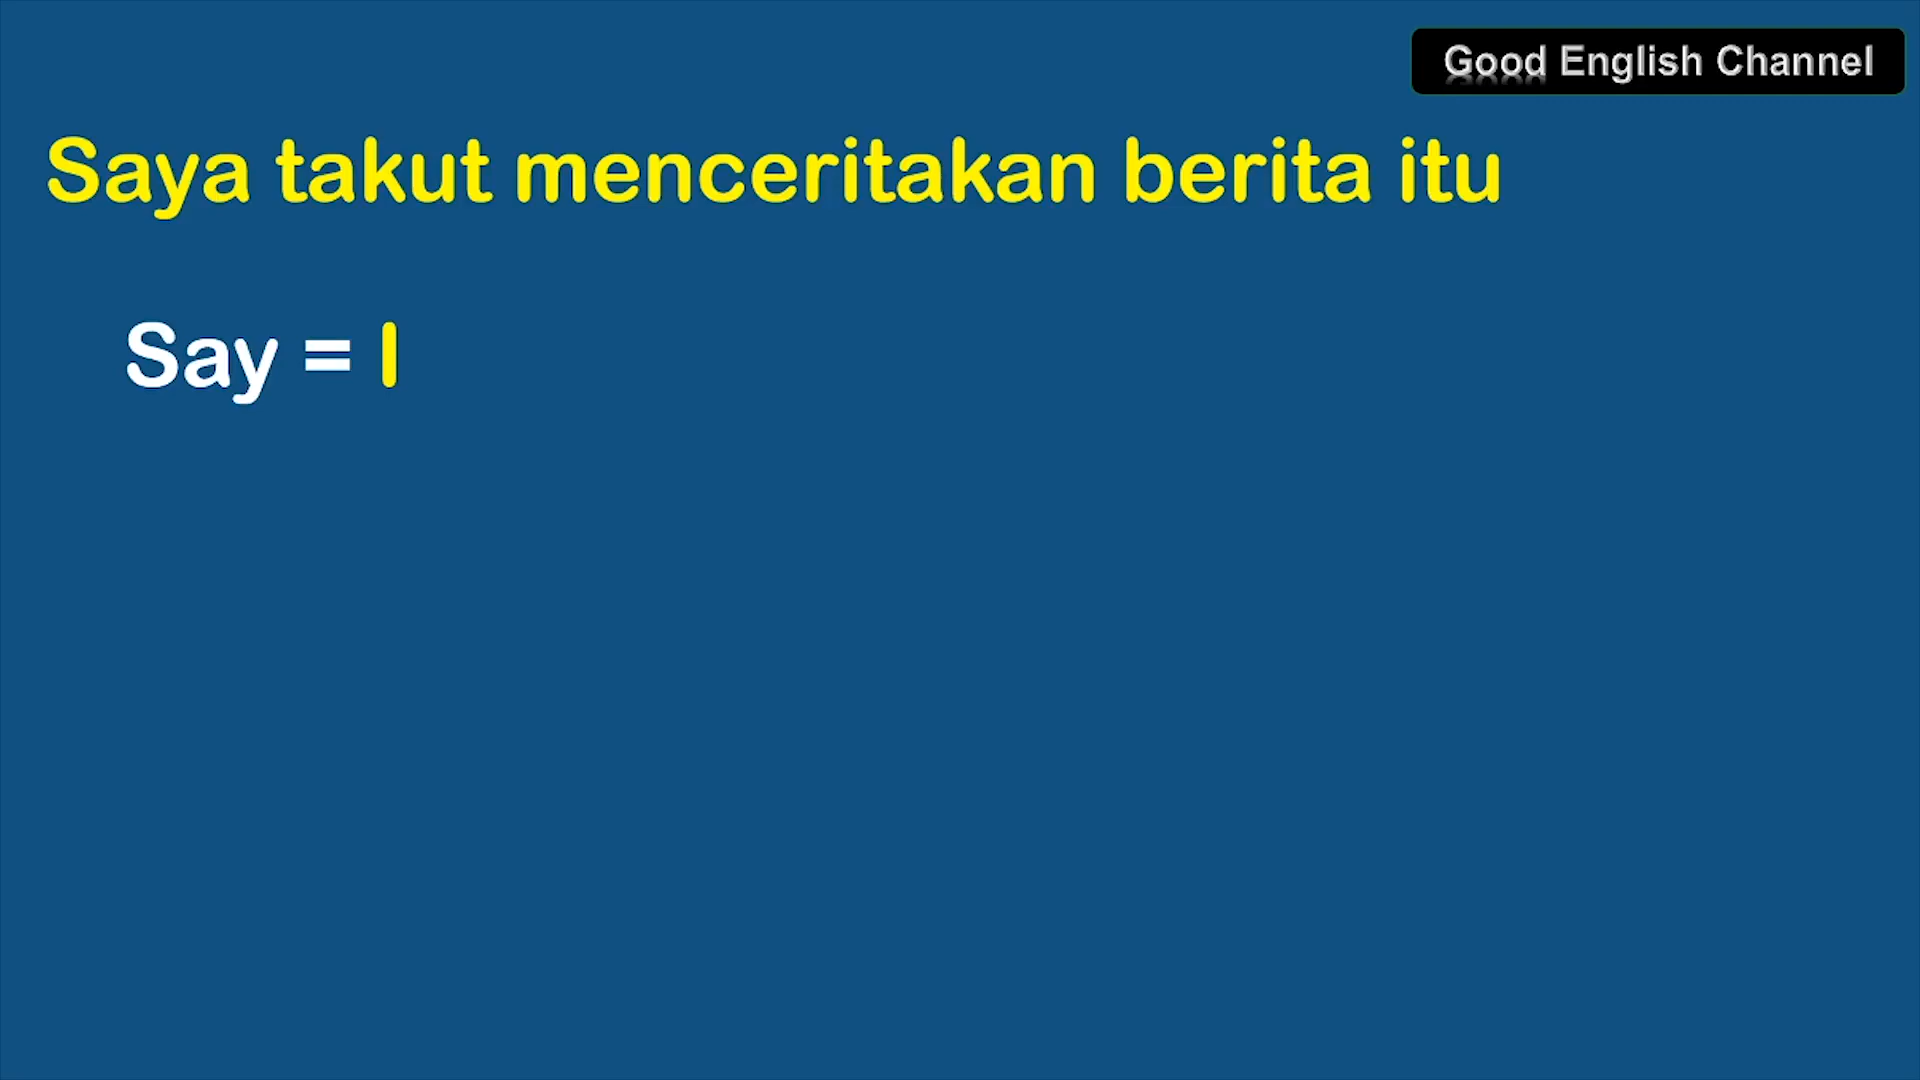 Good English Channel
Saya takut menceritakan berita itu
Say = I